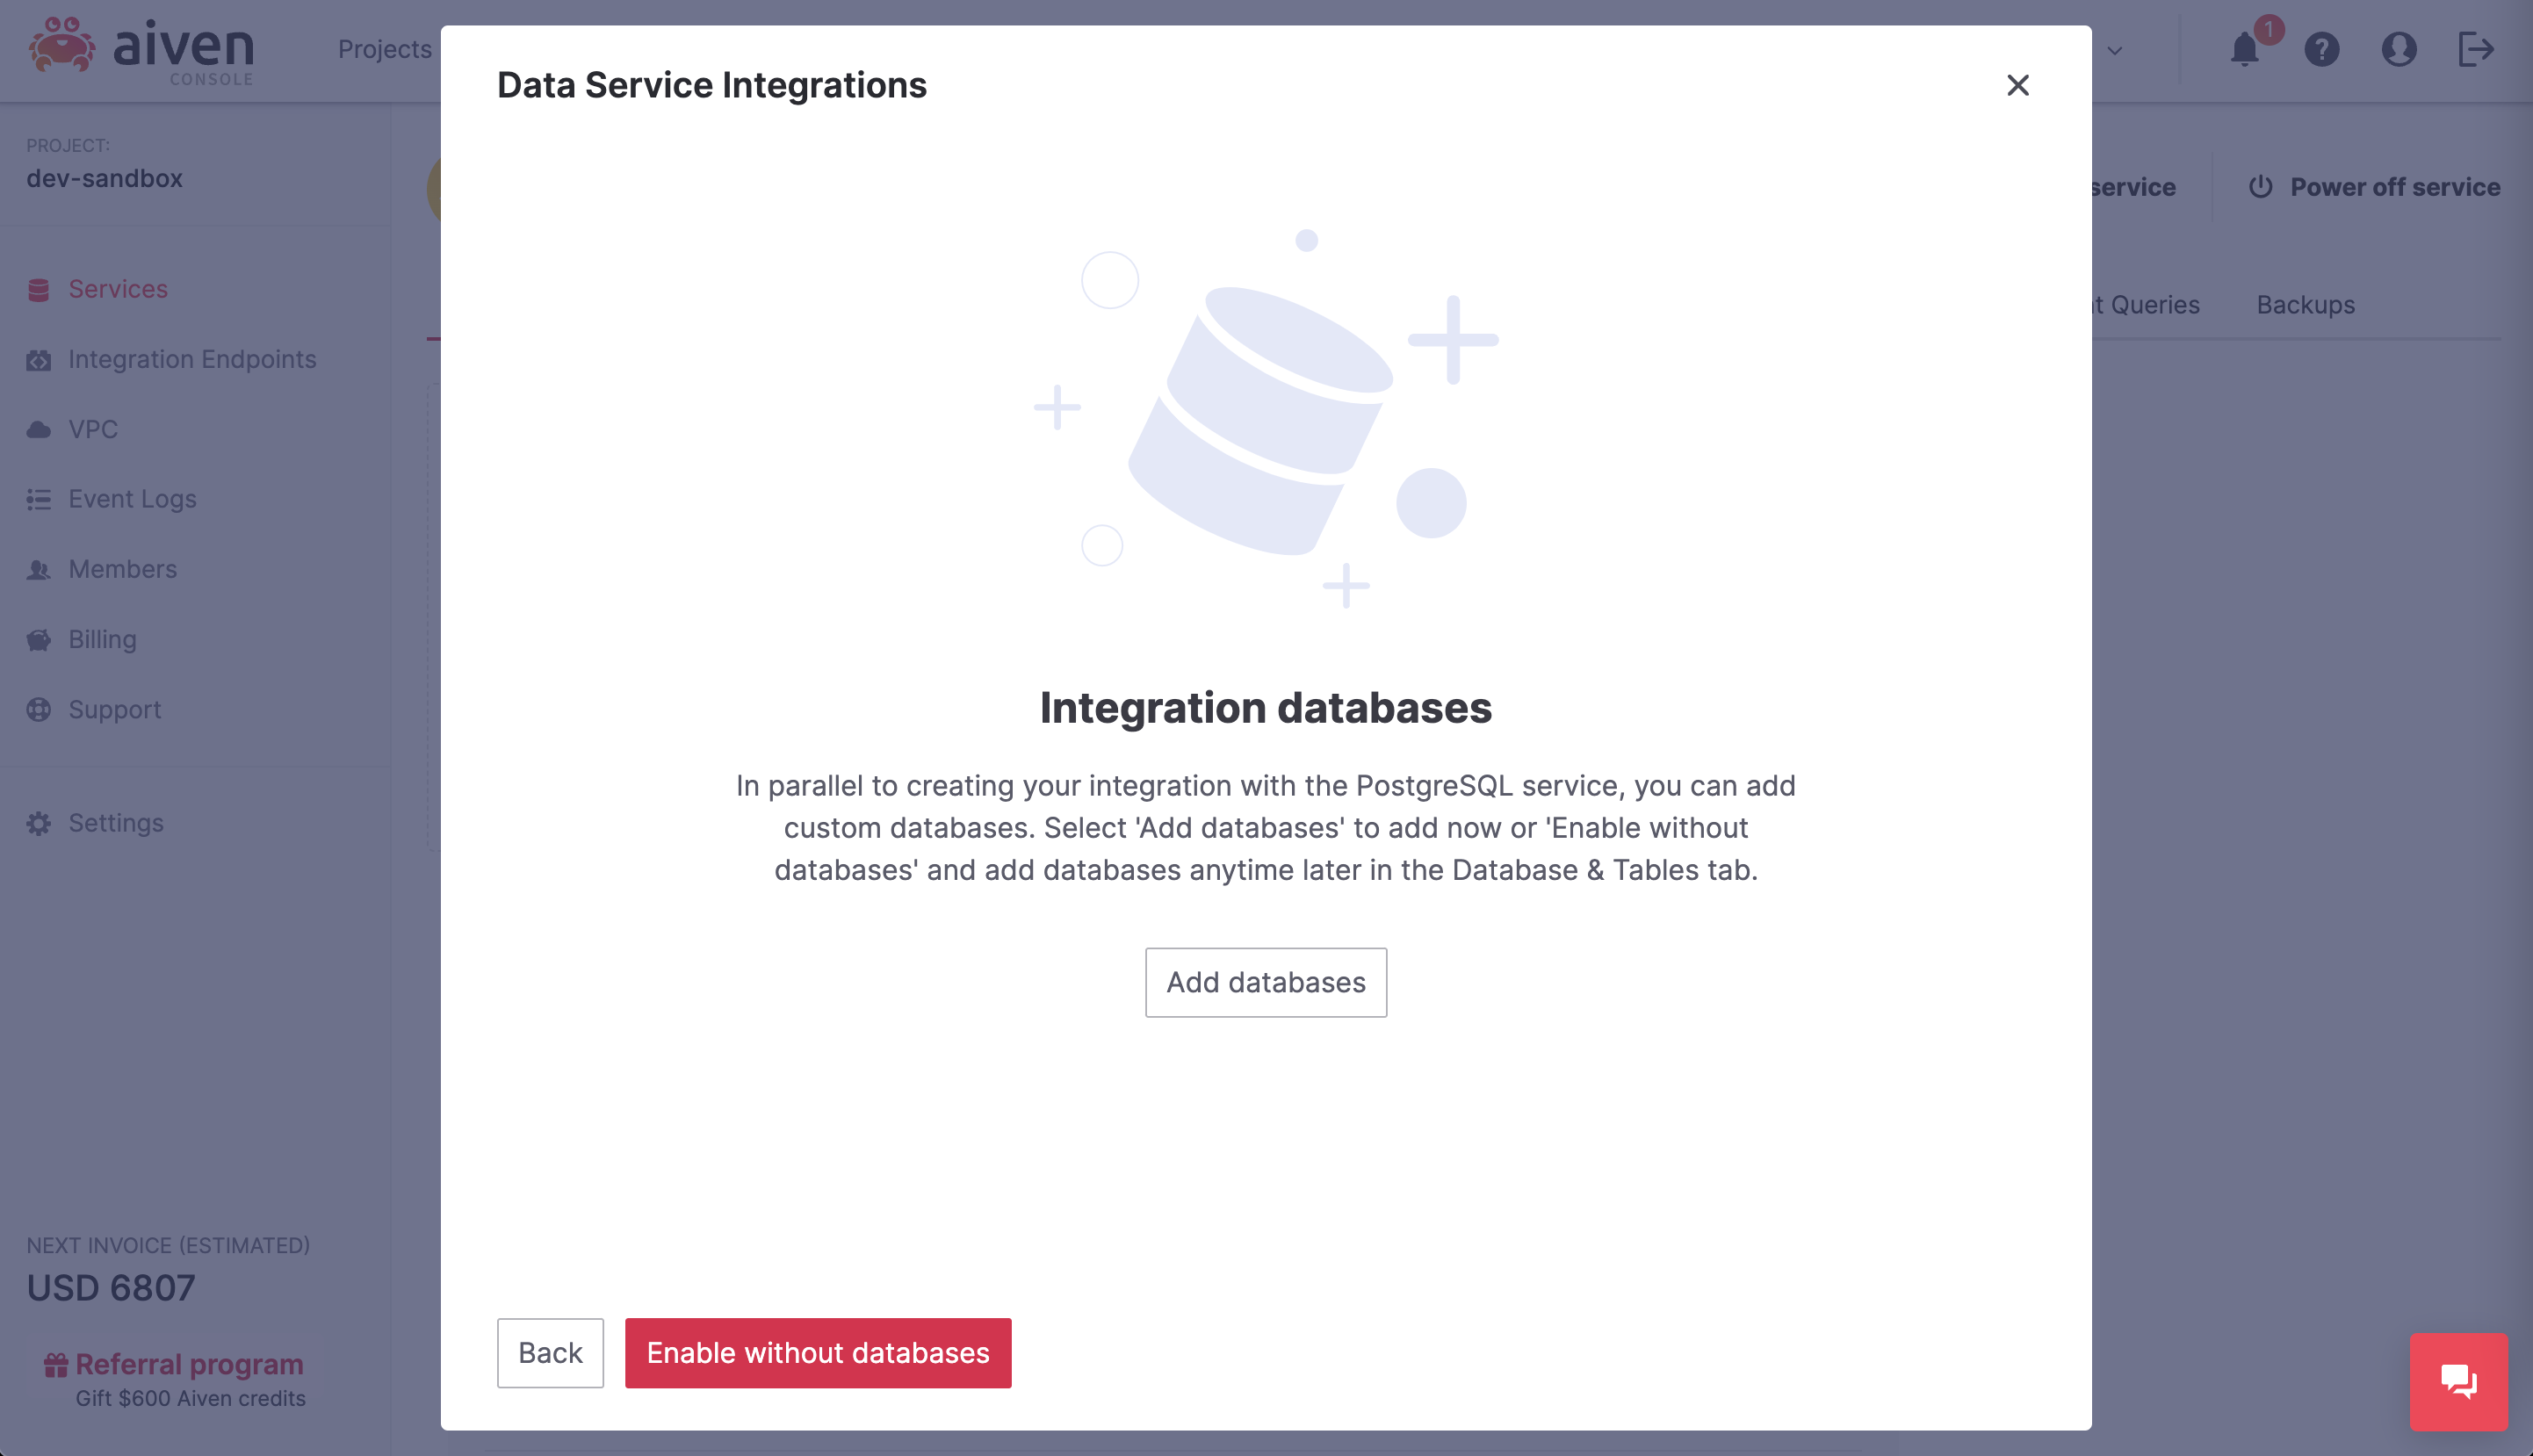 aiven
CONSOLE
Projects
1
Data Service Integrations
PROJECT:
dev-sandbox
service
Power off service
Services
Queries
Backups
Integration Endpoints
VPC
Event Logs
Members
Billing
Support
Settings
Integration databases
In parallel to creating your integration with the PostgreSQL service, you can add
custom databases. Select 'Add databases' to add now or 'Enable without
databases' and add databases anytime later in the Database & Tables tab.
Add databases
NEXT INVOICE (ESTIMATED)
USD 6807
Referral program
Gift $600 Aiven credits
Back
Enable without databases